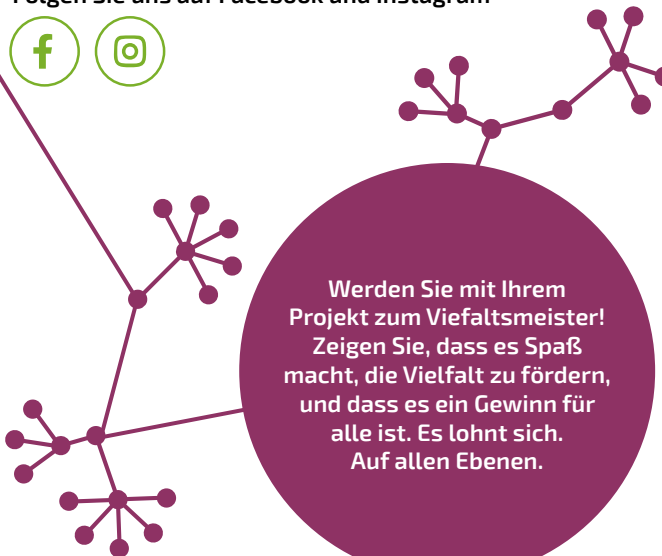 Folgen Sie uns auf Facebook und Instagram
Werden Sie mit Ihrem
Projekt zum Viefaltsmeister!
Zeigen Sie, dass es Spaß
macht, die Vielfalt zu fördern,
und dass es ein Gewinn für
alle ist. Es lohnt sich.
Auf allen Ebenen.